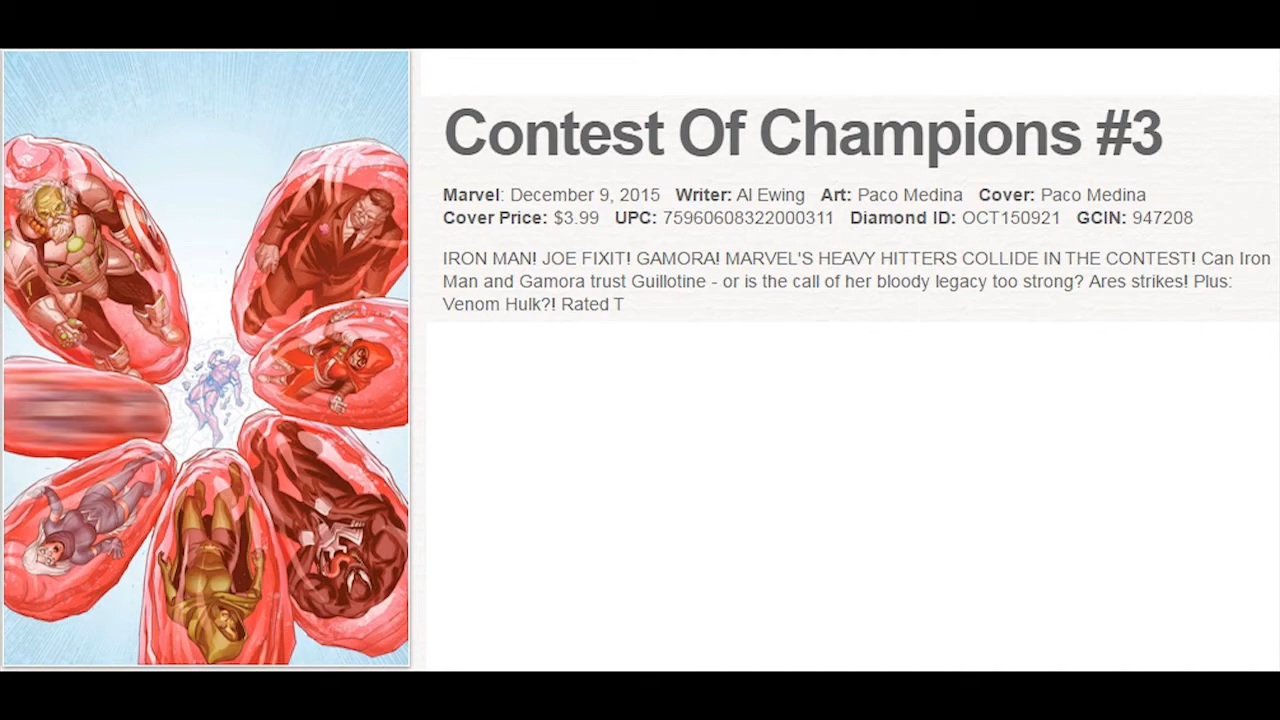 Contest Of Champions #3
Marvel: December 9, 2015 Writer: Al Ewing Art: Paco Medina Cover: Paco Medina
Cover Price: $3.99 UPC: 75960608322000311 Diamond ID: OCT150921 GCIN: 947208
IRON MAN! JOE FIXIT! GAMORA! MARVEL'S HEAVY HITTERS COLLIDE IN THE CONTEST! Can Iron
Man and Gamora trust Guillotine - or is the call of her bloody legacy too strong? Ares strikes! Plus:
Venom Hulk?! Rated T